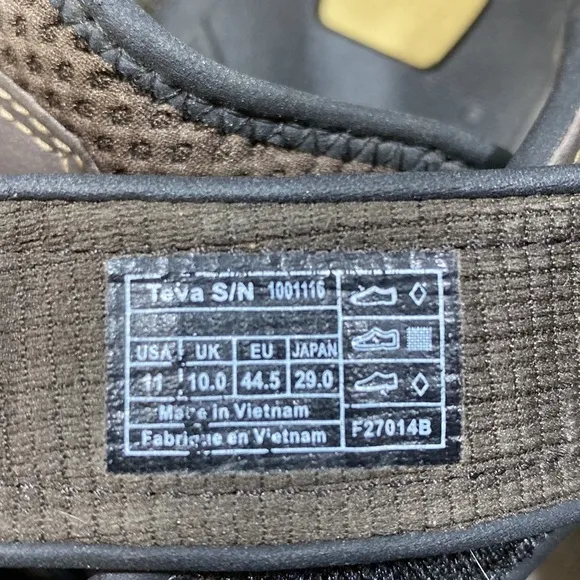 Teva S/N 1001116
USA UK EU JAPAN
11 10.0 44.5 29.0
Made in Vietnam
Fabrique en Vietnam F27014B